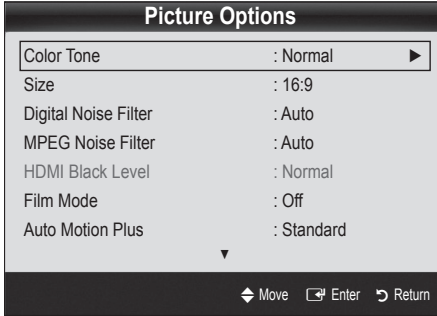 Picture Options
Color Tone : Normal ►
Size : 16:9
Digital Noise Filter : Auto
MPEG Noise Filter : Auto
HDMI Black Level : Normal
Film Mode : Off
Auto Motion Plus : Standard
▼
Move Enter Return